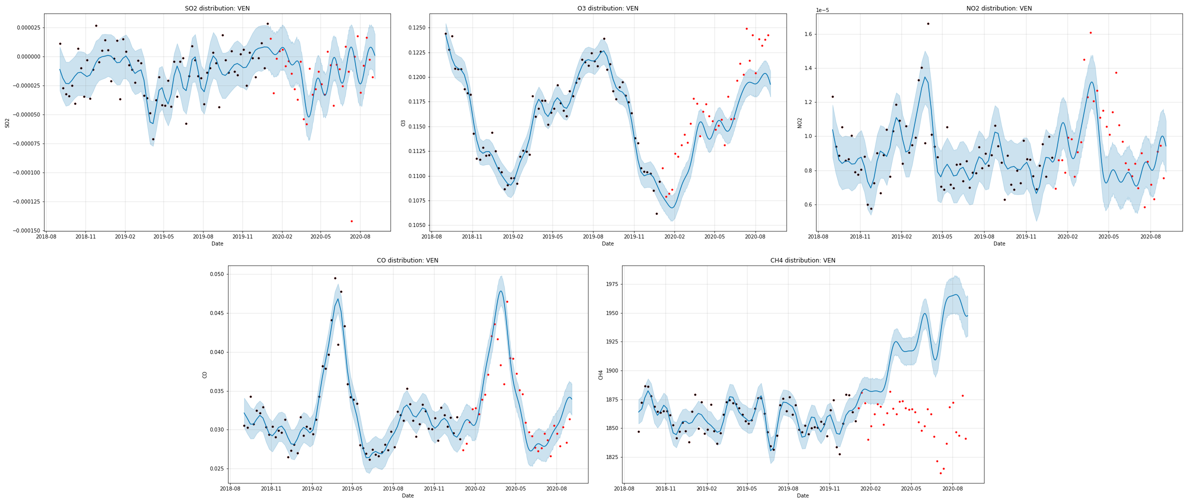 SO2 distribution: VEN
0.000025
0.000000
−0.000025
−0.000050
−0.000075
−0.000100
−0.000125
−0.000150
SO2
2018-08 2018-11 2019-02 2019-05 2019-08 2019-11 2020-02 2020-05 2020-08
Date
O3 distribution: VEN
0.1250
0.1225
0.1200
0.1175
0.1150
0.1125
0.1100
0.1075
0.1050
O3
2018-08 2018-11 2019-02 2019-05 2019-08 2019-11 2020-02 2020-05 2020-08
Date
NO2 distribution: VEN
1e−5
1.6
1.4
1.2
1.0
0.8
0.6
NO2
2018-08 2018-11 2019-02 2019-05 2019-08 2019-11 2020-02 2020-05 2020-08
Date
CO distribution: VEN
0.050
0.045
0.040
0.035
0.030
0.025
CO
2018-08 2018-11 2019-02 2019-05 2019-08 2019-11 2020-02 2020-05 2020-08
Date
CH4 distribution: VEN
1975
1950
1925
1900
1875
1850
1825
CH4
2018-08 2018-11 2019-02 2019-05 2019-08 2019-11 2020-02 2020-05 2020-08
Date